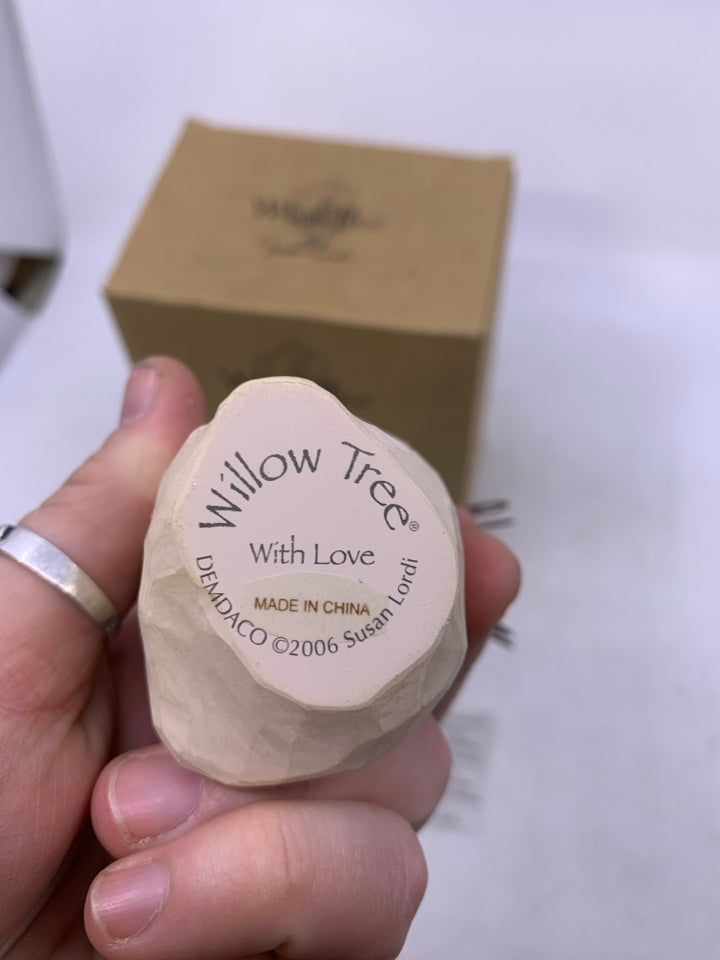 Willow Tree®
With Love
MADE IN CHINA
DEMDACO ©2006 Susan Lordi